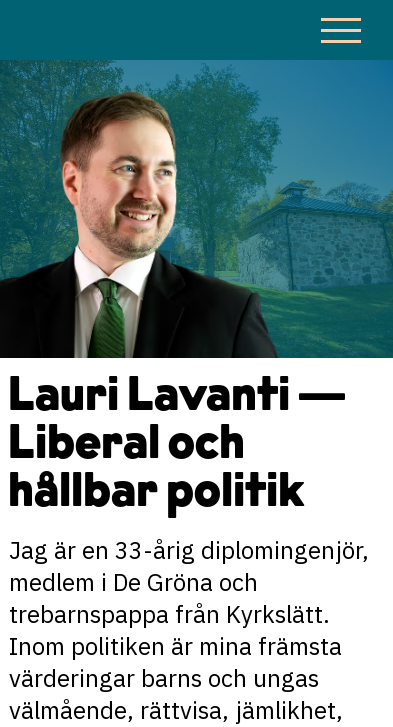 Lauri Lavanti —
Liberal och
hållbar politik
Jag är en 33-årig diplomingenjör,
medlem i De Gröna och
trebarnspappa från Kyrkslätt.
Inom politiken är mina främsta
värderingar barns och ungas
välmående, rättvisa, jämlikhet,